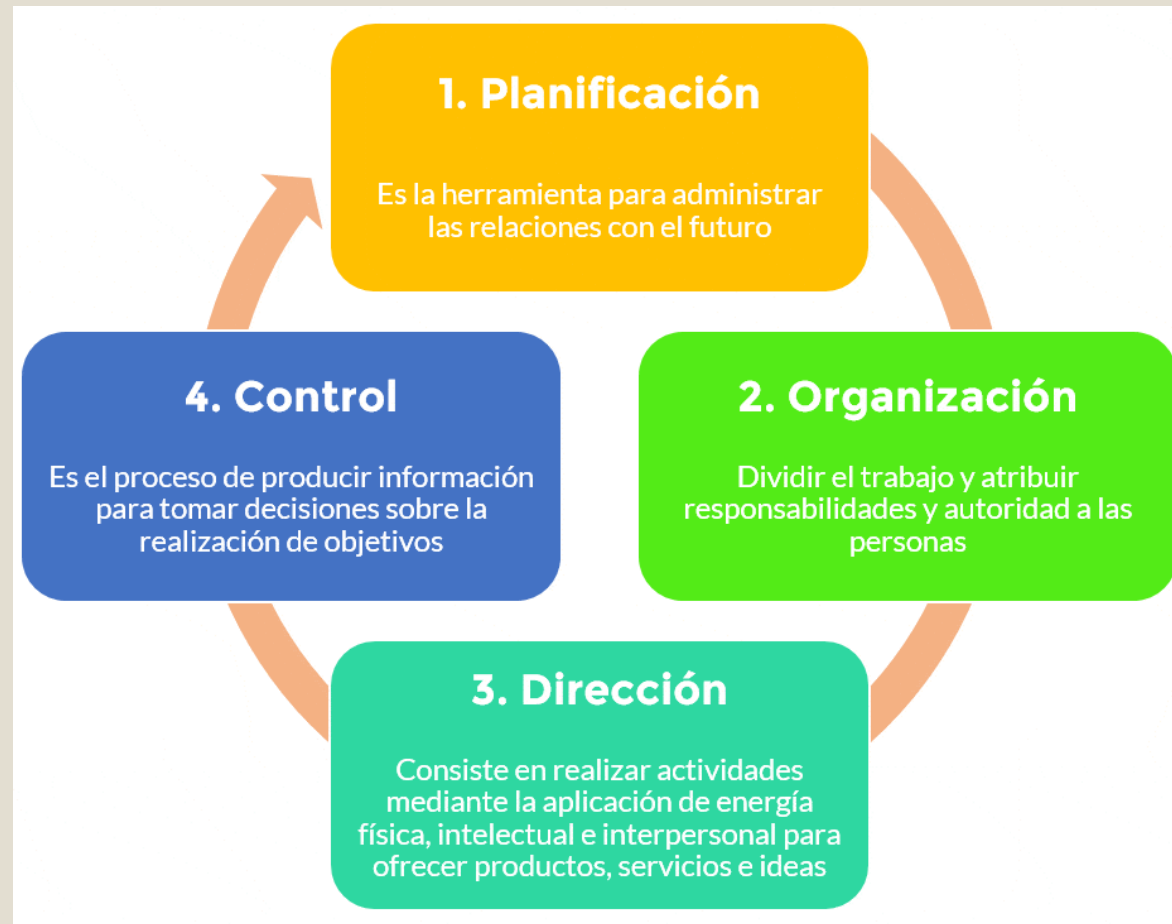 1. Planificación
Es la herramienta para administrar
las relaciones con el futuro
2. Organización
Dividir el trabajo y atribuir
responsabilidades y autoridad a las
personas
3. Dirección
Consiste en realizar actividades
mediante la aplicación de energía
física, intelectual e interpersonal para
ofrecer productos, servicios e ideas
4. Control
Es el proceso de producir información
para tomar decisiones sobre la
realización de objetivos